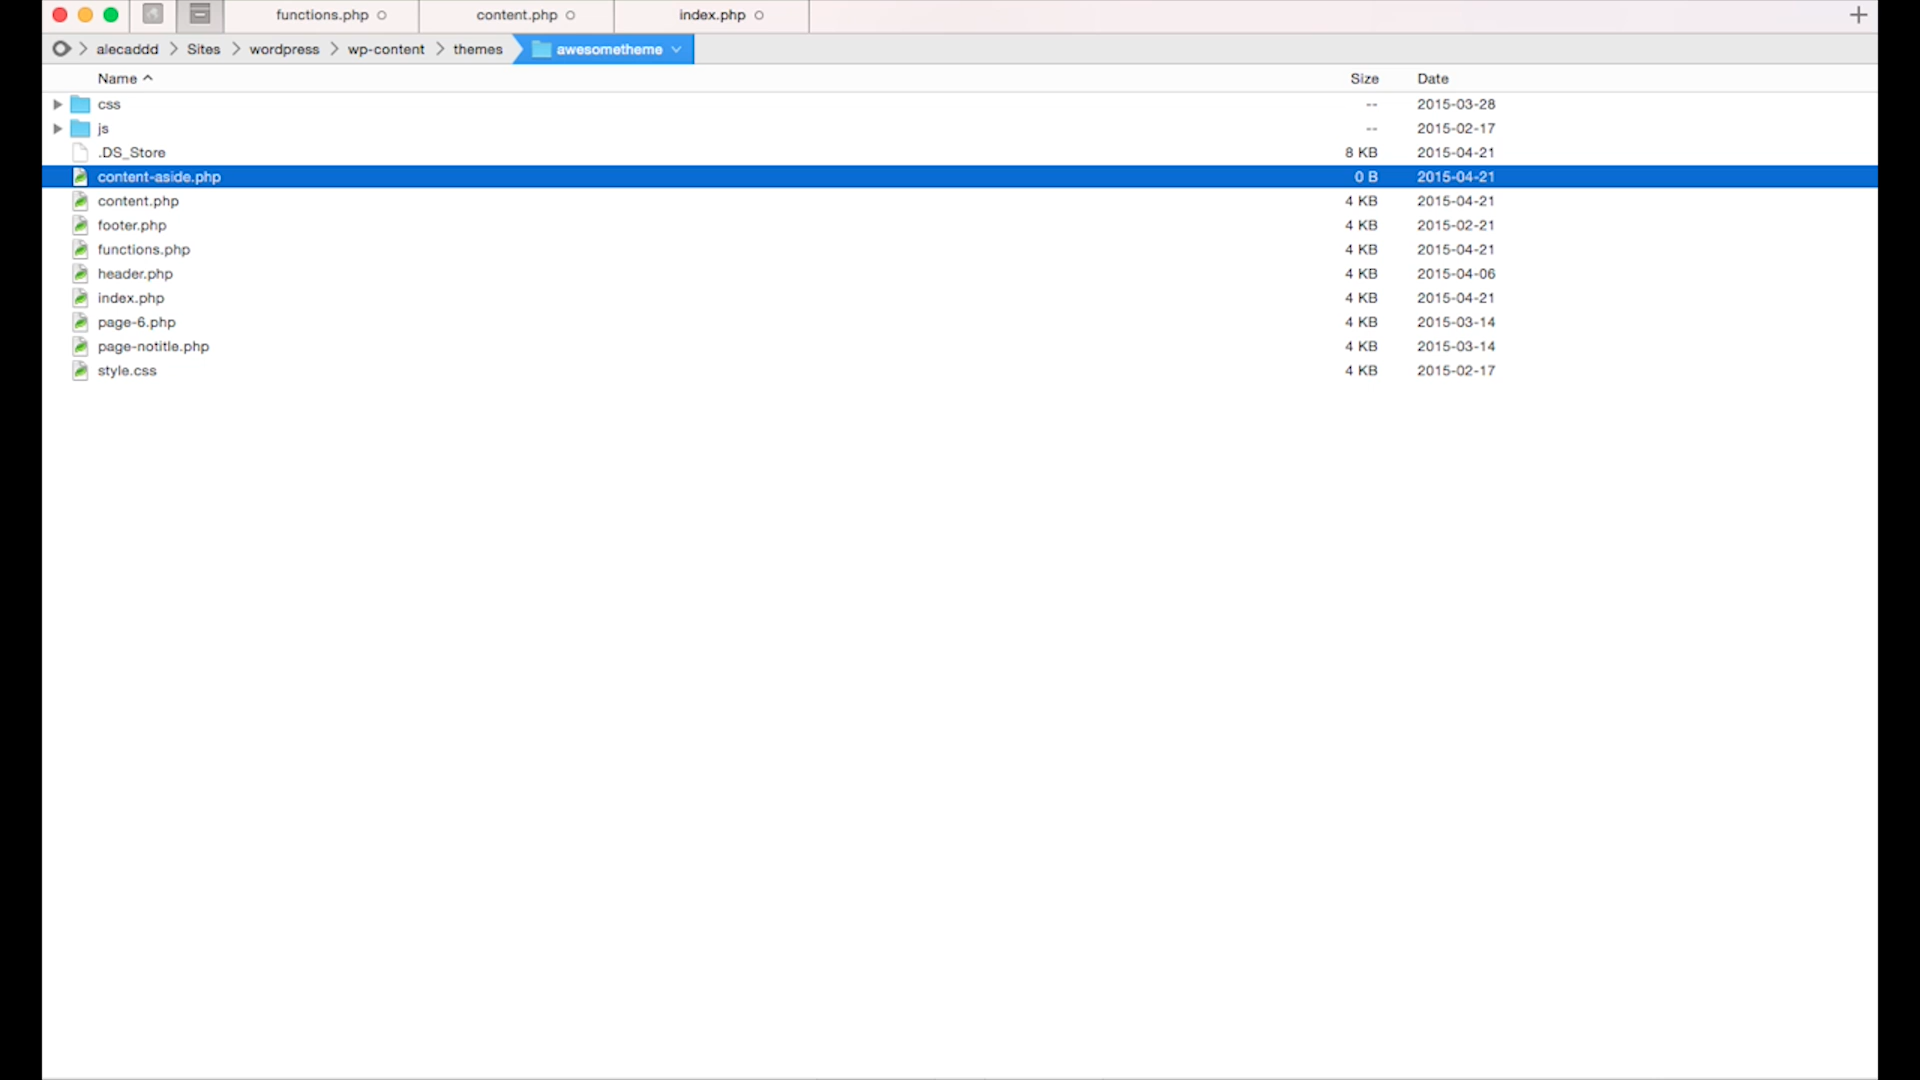 functions.php content.php index.php
alecaddd Sites wordpress wp-content themes awesometheme
Name Size Date
css -- 2015-03-28
js -- 2015-02-17
.DS_Store 8 KB 2015-04-21
content-aside.php 0 B 2015-04-21
content.php 4 KB 2015-04-21
footer.php 4 KB 2015-02-21
functions.php 4 KB 2015-04-21
header.php 4 KB 2015-04-06
index.php 4 KB 2015-04-21
page-6.php 4 KB 2015-03-14
page-notitle.php 4 KB 2015-03-14
style.css 4 KB 2015-02-17